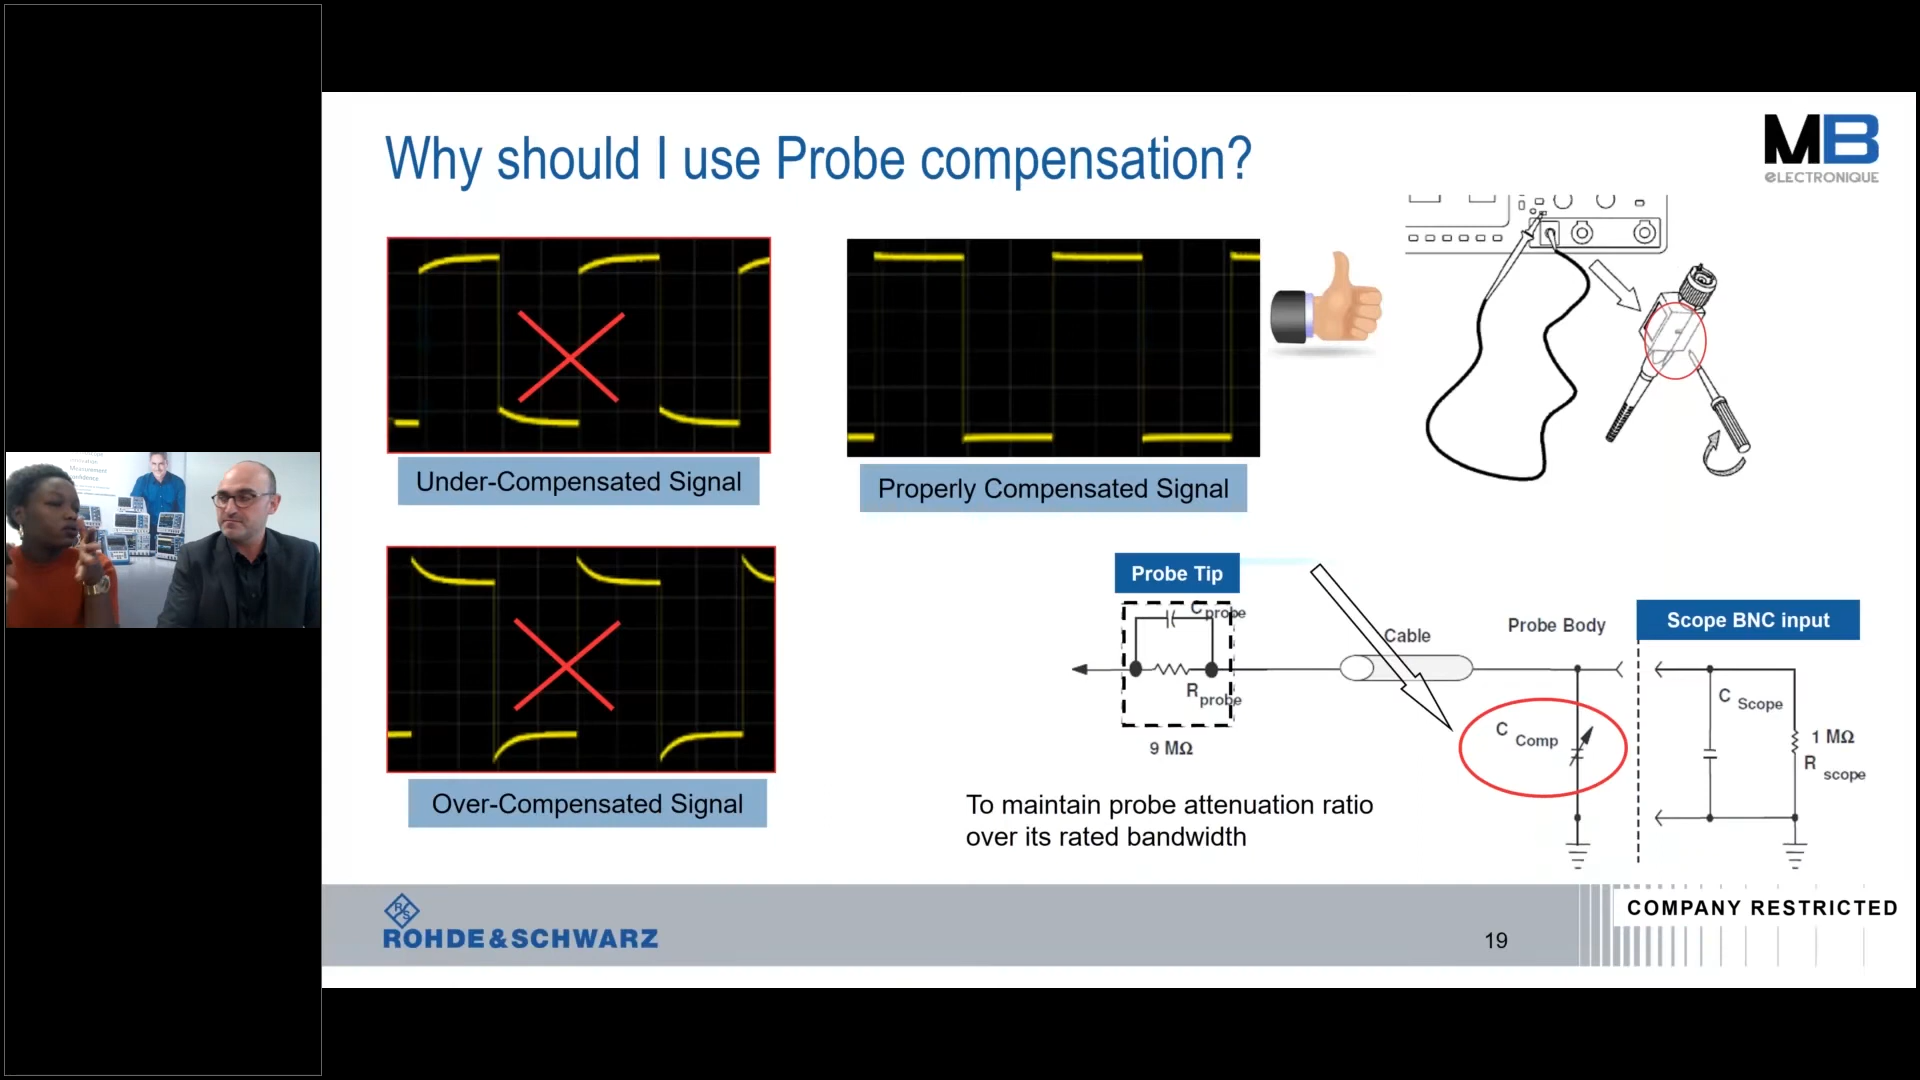 Why should I use Probe compensation?
MB
eLECTRONIQUE
Under-Compensated Signal
Properly Compensated Signal
Over-Compensated Signal
Measurement
Probe Tip
C probe
R probe
9 MΩ
Cable
Probe Body
Scope BNC input
C Comp
C Scope
1 MΩ
R scope
To maintain probe attenuation ratio
over its rated bandwidth
R S
ROHDE&SCHWARZ
19
COMPANY RESTRICTED